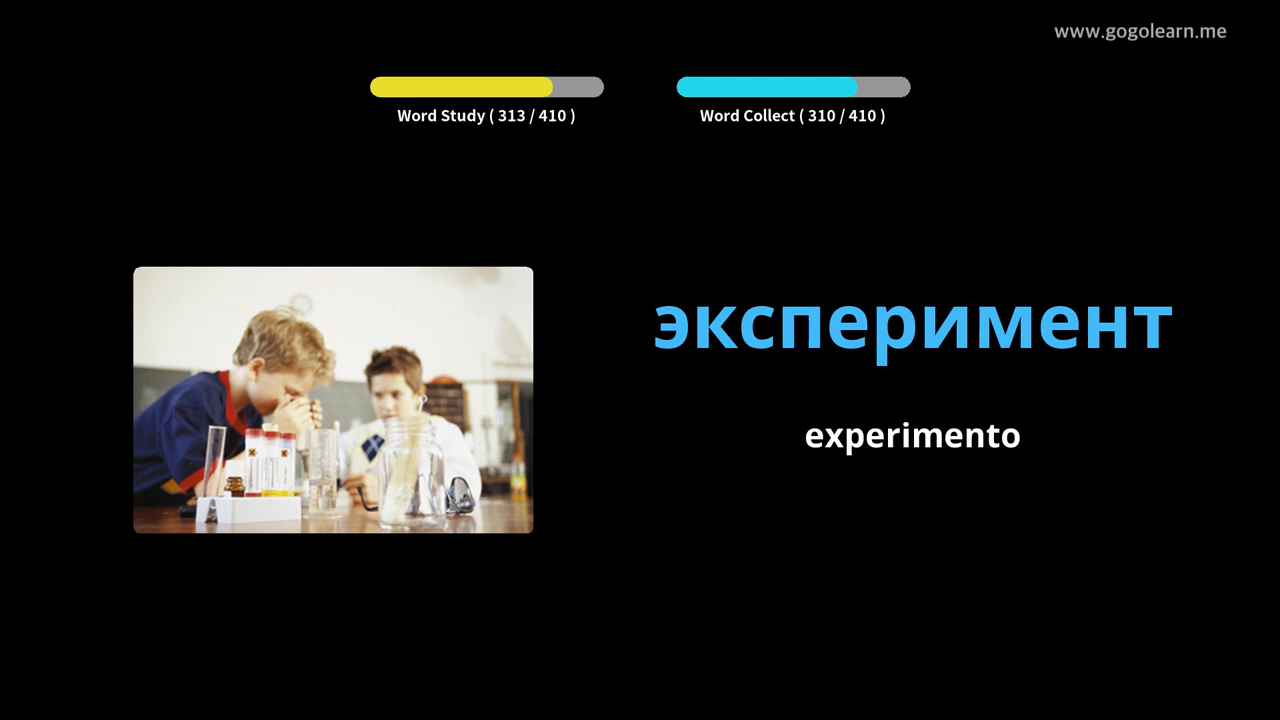 www.gogolearn.me
Word Study ( 313 / 410 )
Word Collect ( 310 / 410 )
эксперимент
experimento